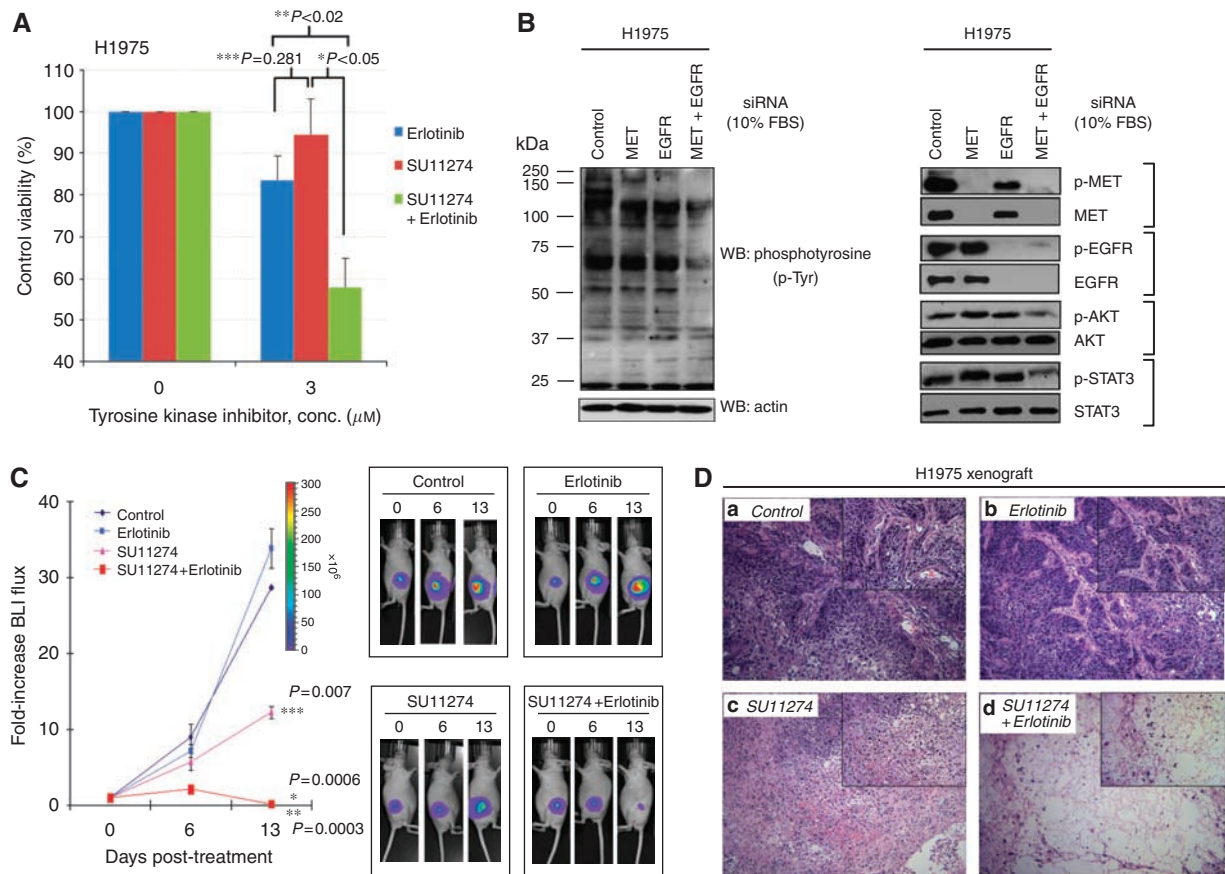 A
H1975
**P<0.02
***P=0.281
*P<0.05
110
100
90
80
70
60
50
40
Control viability (%)
0
3
Tyrosine kinase inhibitor, conc. (μM)
Erlotinib
SU11274
SU11274
+ Erlotinib
B
H1975
Control
MET
EGFR
MET + EGFR
siRNA
(10% FBS)
kDa
250
150
100
75
50
37
25
WB: phosphotyrosine
(p-Tyr)
WB: actin
H1975
Control
MET
EGFR
MET + EGFR
siRNA
(10% FBS)
p-MET
MET
p-EGFR
EGFR
p-AKT
AKT
p-STAT3
STAT3
C
40
30
20
10
0
Fold-increase BLI flux
0
6
13
Days post-treatment
Control
Erlotinib
SU11274
SU11274+Erlotinib
300
250
200
150
100
50
0
×10⁶
P=0.007
***
P=0.0006
*
**
P=0.0003
Control
0 6 13
Erlotinib
0 6 13
SU11274
0 6 13
SU11274+Erlotinib
0 6 13
D
H1975 xenograft
a Control
b Erlotinib
c SU11274
d SU11274
+Erlotinib